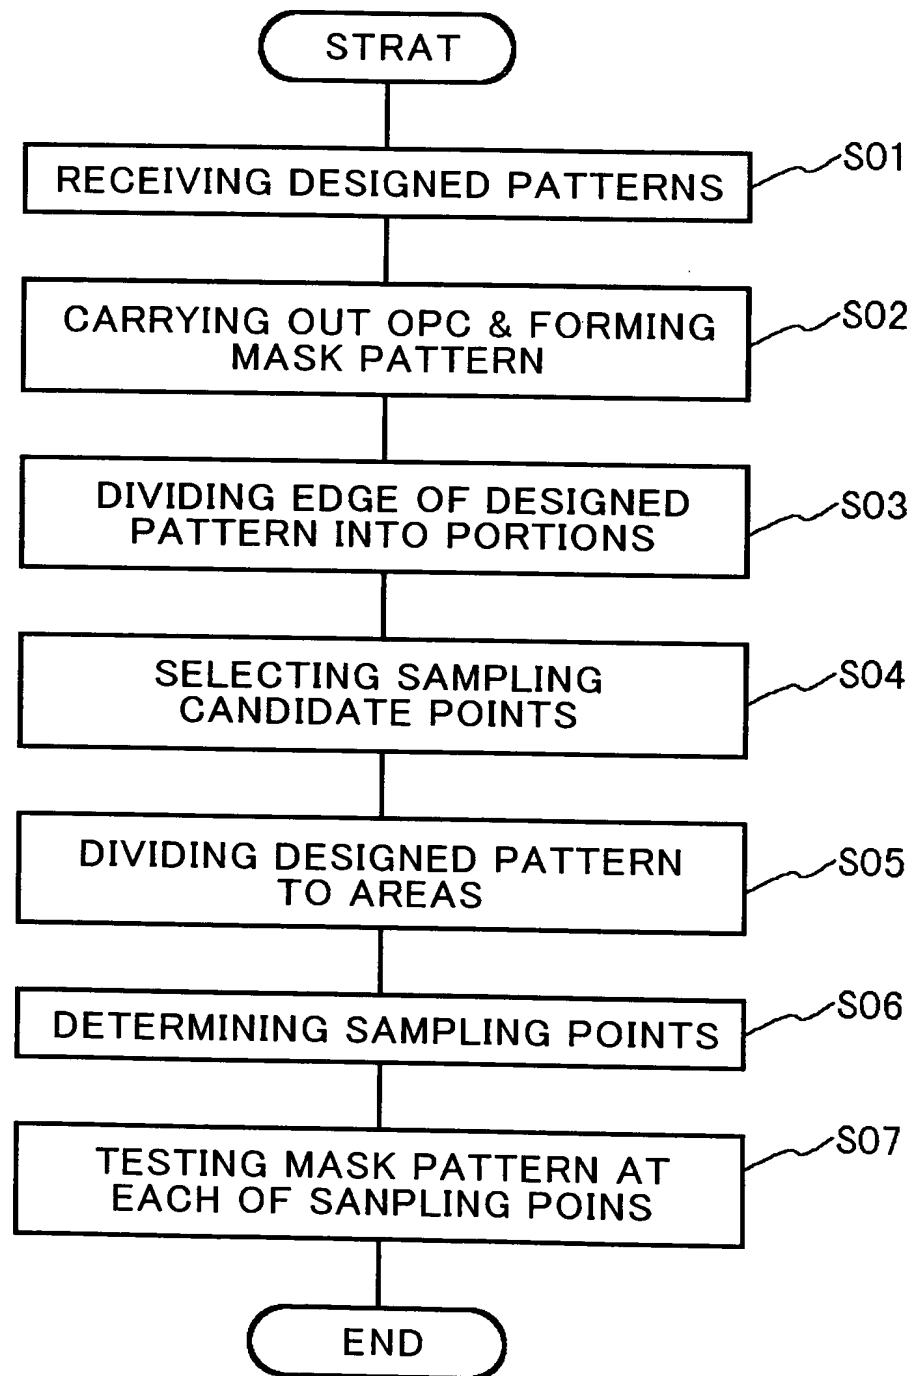 STRAT
RECEIVING DESIGNED PATTERNS
S01
CARRYING OUT OPC & FORMING
MASK PATTERN
S02
DIVIDING EDGE OF DESIGNED
PATTERN INTO PORTIONS
S03
SELECTING SAMPLING
CANDIDATE POINTS
S04
DIVIDING DESIGNED PATTERN
TO AREAS
S05
DETERMINING SAMPLING POINTS
S06
TESTING MASK PATTERN AT
EACH OF SANPLING POINS
S07
END